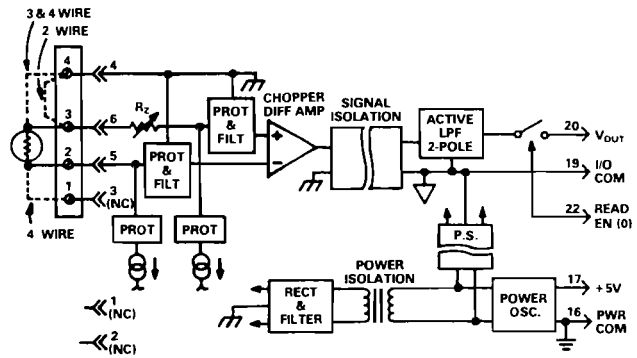 3 & 4 WIRE
2 WIRE
4
4
3
6
RZ
2
5
1
3
(NC)
4 WIRE
PROT
& FILT
PROT
& FILT
PROT
PROT
CHOPPER
DIFF AMP
+
−
SIGNAL
ISOLATION
ACTIVE
LPF
2-POLE
20
VOUT
19
I/O
COM
22
READ
EN (0)
P.S.
POWER
ISOLATION
RECT
&
FILTER
POWER
OSC.
17
+5V
16
PWR
COM
1
(NC)
2
(NC)